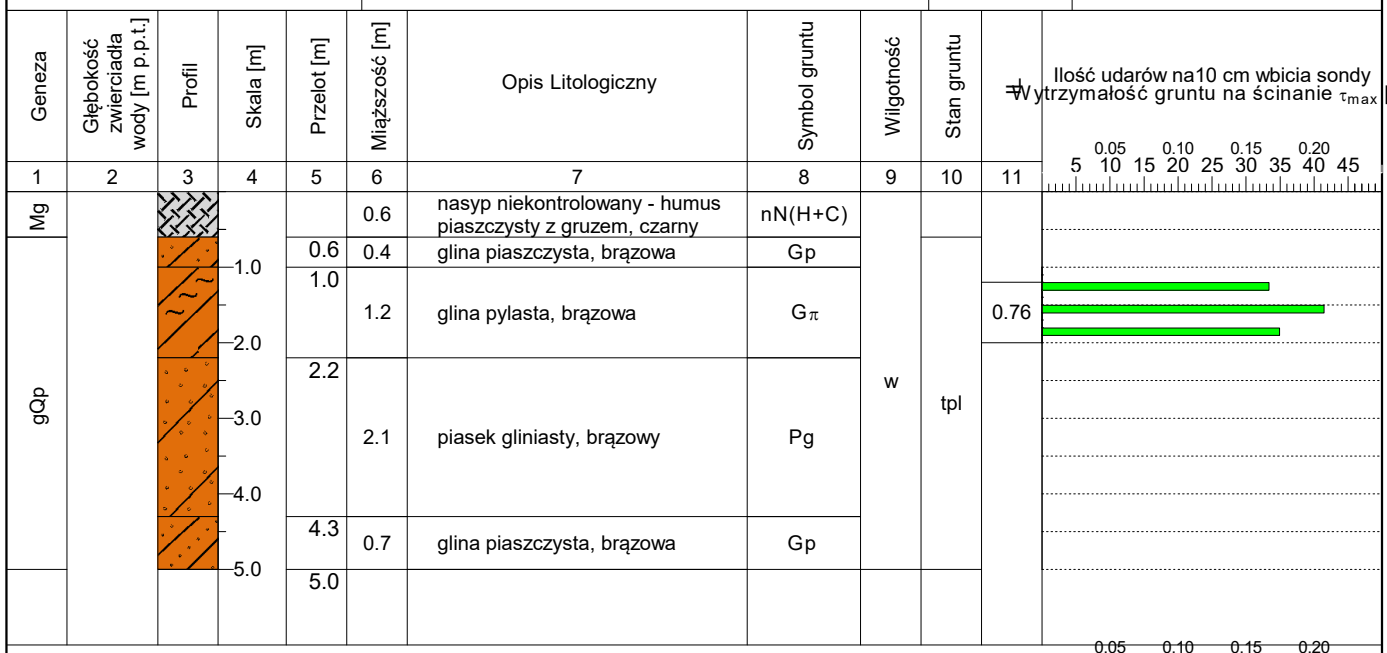 Geneza
Głębokość
zwierciadła
wody [m p.p.t.]
Profil
Skala [m]
Przelot [m]
Miąższość [m]
Opis Litologiczny
Symbol gruntu
Wilgotność
Stan gruntu
Ilość udarów na10 cm wbicia sondy
Wytrzymałość gruntu na ścinanie τmax
0.05 0.10 0.15 0.20
5 10 15 20 25 30 35 40 45
1 2 3 4 5 6 7 8 9 10 11
Mg
0.6
nasyp niekontrolowany - humus
piaszczysty z gruzem, czarny
nN(H+C)
0.6 0.4 glina piaszczysta, brązowa Gp
1.0
1.0
1.2 glina pylasta, brązowa Gπ 0.76
2.0
2.2
w
gQp
tpl
3.0
2.1 piasek gliniasty, brązowy Pg
4.0
4.3
0.7 glina piaszczysta, brązowa Gp
5.0
5.0
0.05 0.10 0.15 0.20